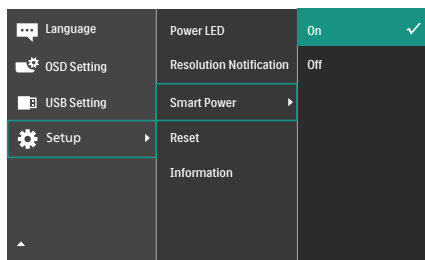 Language
OSD Setting
USB Setting
Setup
Power LED
Resolution Notification
Smart Power
Reset
Information
On
Off